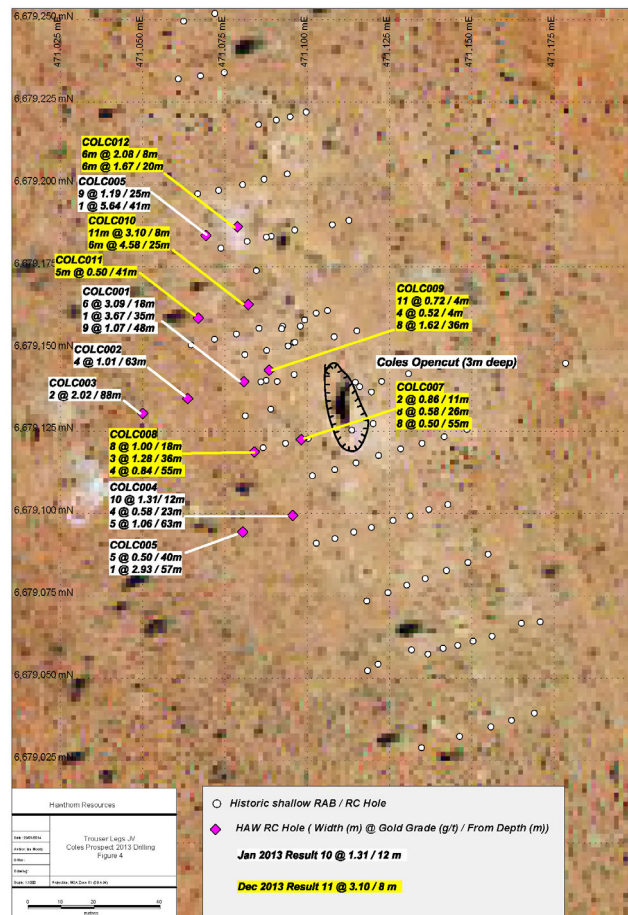 6,679,250 mN
471,025 mE
471,050 mE
471,075 mE
471,100 mE
471,125 mE
471,150 mE
471,175 mE
6,679,225 mN
COLC012
6m @ 2.08 / 8m
6m @ 1.67 / 20m
6,679,200 mN
COLC005
9 @ 1.19 / 25m
1 @ 5.64 / 41m
COLC010
11m @ 3.10 / 8m
6m @ 4.58 / 25m
6,679,175 mN
COLC011
5m @ 0.50 / 41m
COLC009
11 @ 0.72 / 4m
4 @ 0.52 / 4m
8 @ 1.62 / 36m
COLC001
6 @ 3.09 / 18m
1 @ 3.67 / 35m
9 @ 1.07 / 48m
6,679,150 mN
COLC002
4 @ 1.01 / 63m
Coles Opencut (3m deep)
COLC003
2 @ 2.02 / 88m
COLC007
2 @ 0.86 / 11m
@ 0.58 / 26m
8 @ 0.50 / 55m
6,679,125 mN
COLC008
8 @ 1.00 / 18m
3 @ 1.28 / 36m
4 @ 0.84 / 55m
COLC004
10 @ 1.31/ 12m
4 @ 0.58 / 23m
5 @ 1.06 / 63m
6,679,100 mN
COLC005
5 @ 0.50 / 40m
1 @ 2.93 / 57m
6,679,075 mN
6,679,050 mN
6,679,025 mN
Hawthorn Resources
Trouser Legs JV
Coles Prospect 2013 Drilling
Figure 4
0 10 20 40
metres
Historic shallow RAB / RC Hole
HAW RC Hole ( Width (m) @ Gold Grade (g/t) / From Depth (m))
Jan 2013 Result 10 @ 1.31 / 12 m
Dec 2013 Result 11 @ 3.10 / 8 m